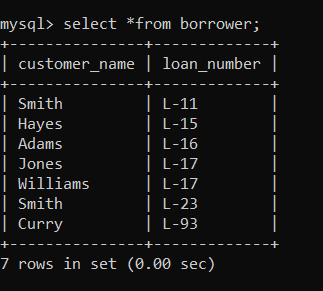 mysql> select *from borrower;
+---------------+-------------+
| customer_name | loan_number |
+---------------+-------------+
| Smith         | L-11        |
| Hayes         | L-15        |
| Adams         | L-16        |
| Jones         | L-17        |
| Williams      | L-17        |
| Smith         | L-23        |
| Curry         | L-93        |
+---------------+-------------+
7 rows in set (0.00 sec)